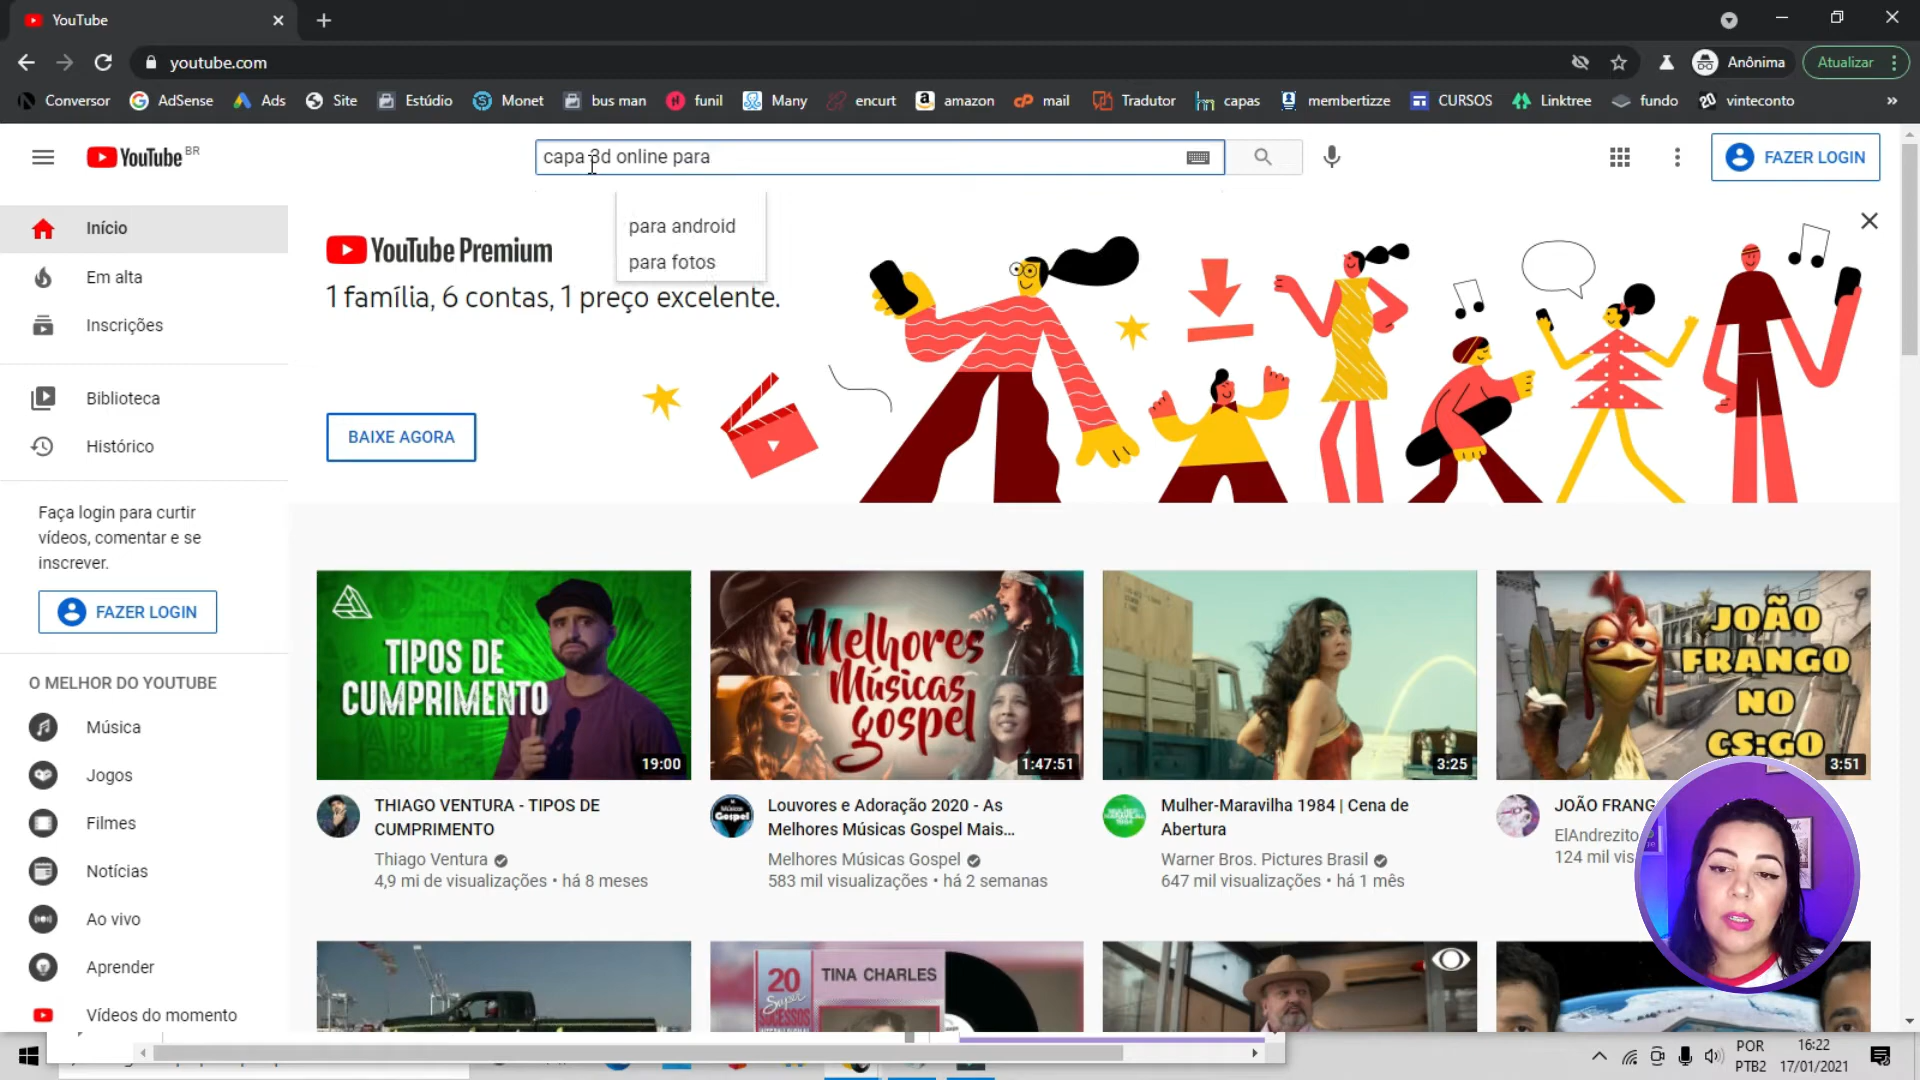 YouTube
youtube.com
Anônima
Atualizar
Conversor
AdSense
Ads
Site
Estúdio
Monet
bus man
funil
Many
encurt
amazon
mail
Tradutor
capas
membertizze
CURSOS
Linktree
fundo
vinteconto
YouTube BR
capa 3d online para
FAZER LOGIN
para android
para fotos
Início
Em alta
Inscrições
Biblioteca
Histórico
Faça login para curtir
vídeos, comentar e se
inscrever.
FAZER LOGIN
O MELHOR DO YOUTUBE
Música
Jogos
Filmes
Notícias
Ao vivo
Aprender
Vídeos do momento
YouTube Premium
1 família, 6 contas, 1 preço excelente.
BAIXE AGORA
TIPOS DE
CUMPRIMENTO
19:00
THIAGO VENTURA - TIPOS DE
CUMPRIMENTO
Thiago Ventura
4,9 mi de visualizações • há 8 meses
Melhores
Músicas
gospel
1:47:51
Louvores e Adoração 2020 - As
Melhores Músicas Gospel Mais...
Melhores Músicas Gospel
583 mil visualizações • há 2 semanas
3:25
Mulher-Maravilha 1984 | Cena de
Abertura
Warner Bros. Pictures Brasil
647 mil visualizações • há 1 mês
JOÃO
FRANGO
NO
CS:GO
3:51
JOÃO FRANG
ElAndrezito
124 mil vis
20
Super
SUCESSOS
TINA CHARLES
POR
PTB2
16:22
17/01/2021